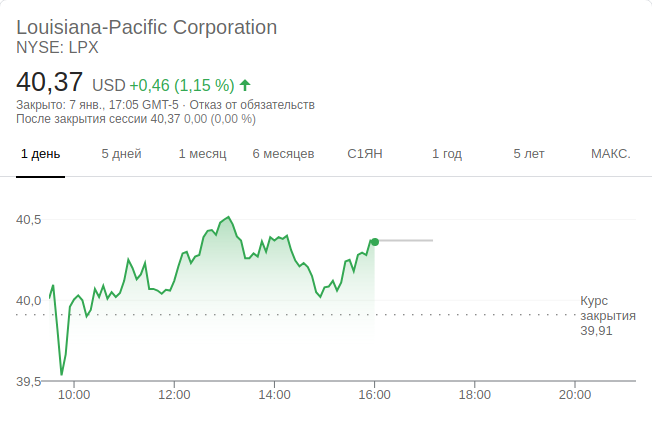 Louisiana-Pacific Corporation
NYSE: LPX
40,37 USD +0,46 (1,15 %)
Закрыто: 7 янв., 17:05 GMT-5 · Отказ от обязательств
После закрытия сессии 40,37 0,00 (0,00 %)
1 день 5 дней 1 месяц 6 месяцев С1ЯН 1 год 5 лет МАКС.
40,5
40,0
Курс
закрытия
39,91
39,5
10:00 12:00 14:00 16:00 18:00 20:00